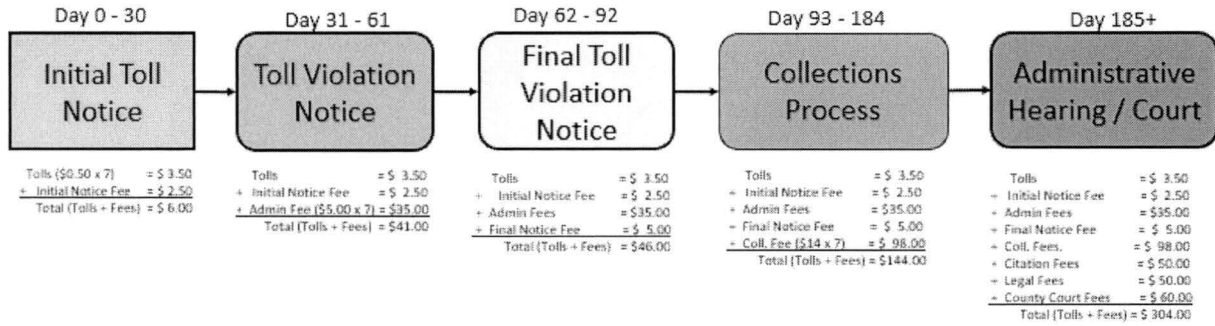 Day 0 - 30
Initial Toll
Notice
Tolls ($0.50 x 7) = $ 3.50
+ Initial Notice Fee = $ 2.50
Total (Tolls + Fees) = $ 6.00
Day 31 - 61
Toll Violation
Notice
Tolls = $ 3.50
+ Initial Notice Fee = $ 2.50
+ Admin Fee ($5.00 x 7) = $35.00
Total (Tolls + Fees) = $41.00
Day 62 - 92
Final Toll
Violation
Notice
Tolls = $ 3.50
+ Initial Notice Fee = $ 2.50
+ Admin Fees = $35.00
+ Final Notice Fee = $ 5.00
Total (Tolls + Fees) = $46.00
Day 93 - 184
Collections
Process
Tolls = $ 3.50
+ Initial Notice Fee = $ 2.50
+ Admin Fees = $35.00
+ Final Notice Fee = $ 5.00
+ Coll. Fee ($14 x 7) = $ 98.00
Total (Tolls + Fees) = $144.00
Day 185+
Administrative
Hearing / Court
Tolls = $ 3.50
+ Initial Notice Fee = $ 2.50
+ Admin Fees = $35.00
+ Final Notice Fee = $ 5.00
+ Coll. Fees. = $ 98.00
+ Citation Fees = $ 50.00
+ Legal Fees = $ 50.00
+ County Court Fees = $ 60.00
Total (Tolls + Fees) = $ 304.00